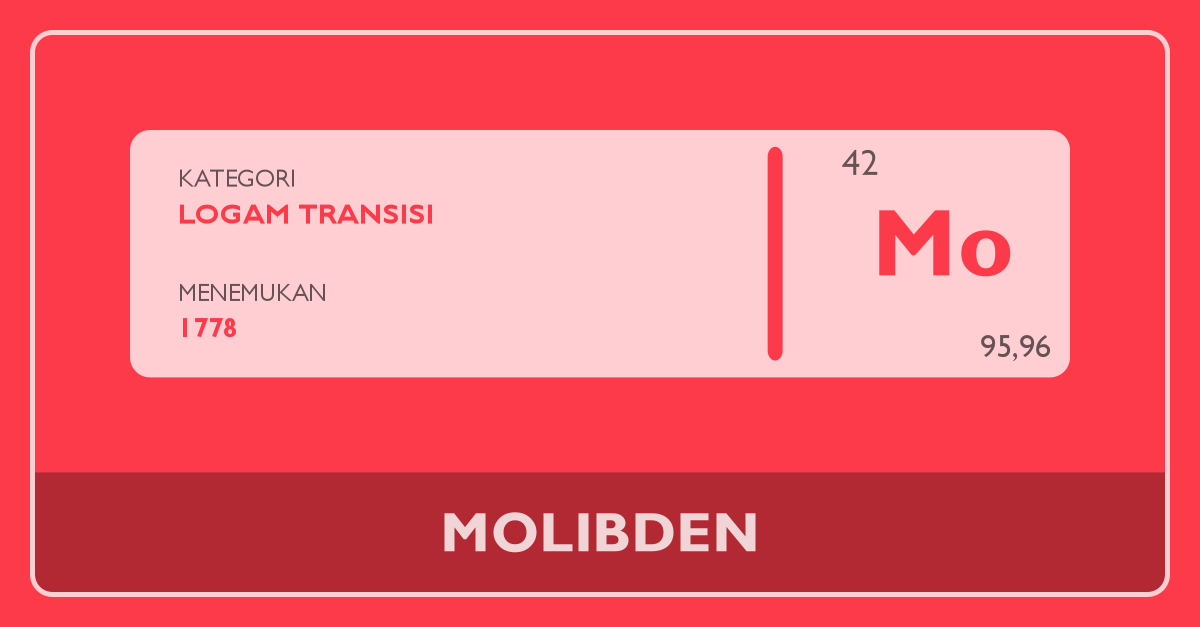 KATEGORI
LOGAM TRANSISI
MENEMUKAN
1778
42
Mo
95,96
MOLIBDEN